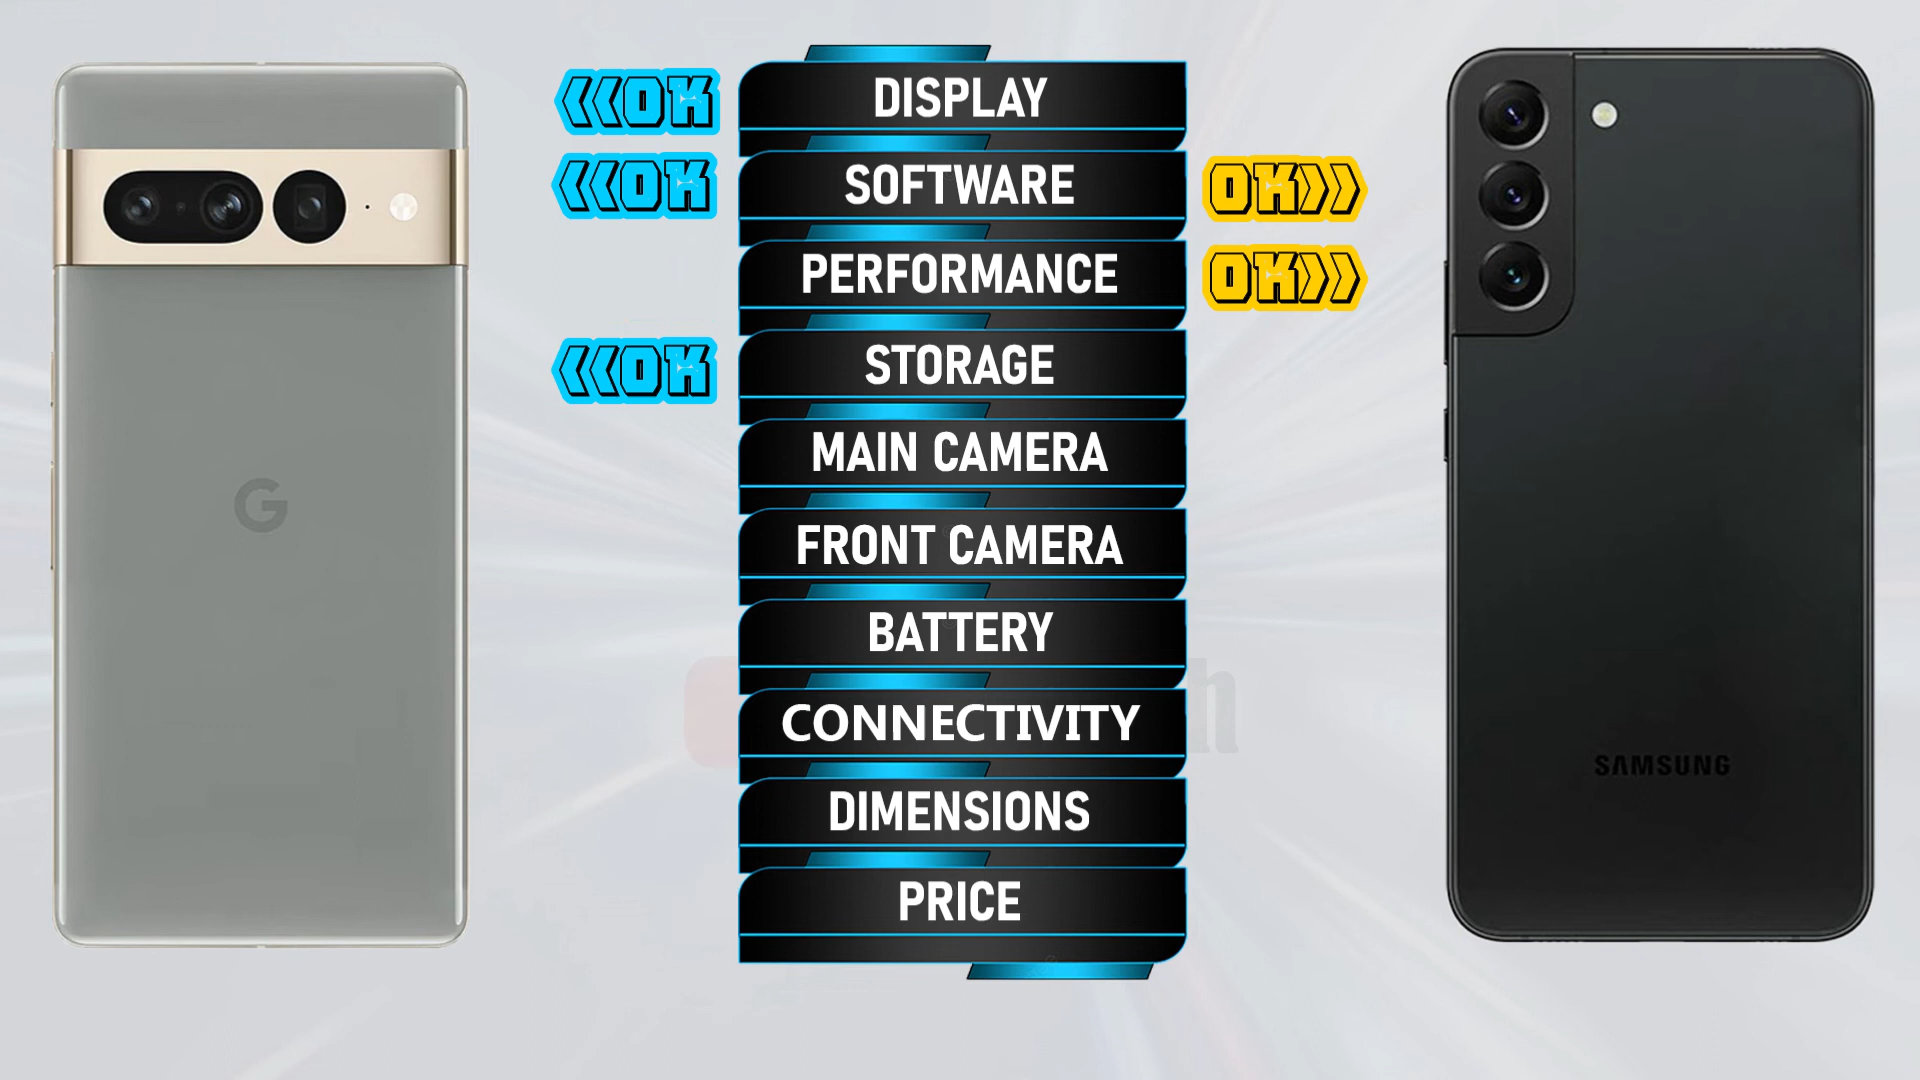 <<OK DISPLAY
<<OK SOFTWARE OK>>
PERFORMANCE OK>>
<<OK STORAGE
MAIN CAMERA
FRONT CAMERA
BATTERY
CONNECTIVITY
DIMENSIONS
PRICE
G
SAMSUNG